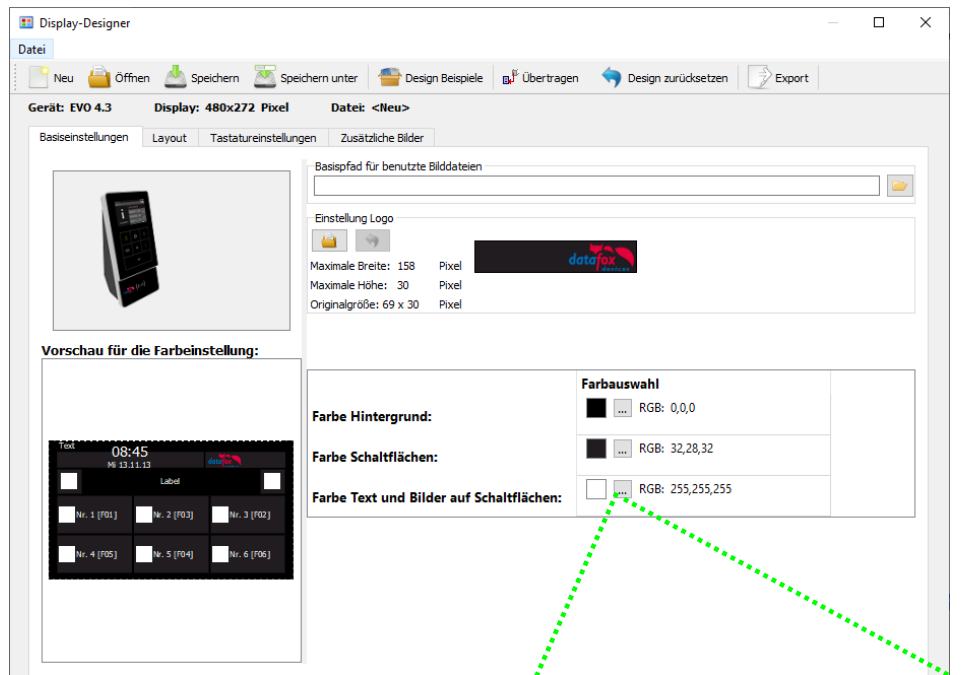 Display-Designer
Datei
Neu Öffnen Speichern Speichern unter Design Beispiele Übertragen Design zurücksetzen Export
Gerät: EVO 4.3 Display: 480x272 Pixel Datei: <Neu>
Basiseinstellungen Layout Tastatureinstellungen Zusätzliche Bilder
Basispfad für benutzte Bilddateien
Einstellung Logo
datafox
devices
Maximale Breite: 158 Pixel
Maximale Höhe: 30 Pixel
Originalgröße: 69 x 30 Pixel
Vorschau für die Farbeinstellung:
Text
08:45
Mi 13.11.13
datafox
Label
Nr. 1 [F01] Nr. 2 [F03] Nr. 3 [F02]
Nr. 4 [F05] Nr. 5 [F04] Nr. 6 [F06]
Farbauswahl
Farbe Hintergrund: ... RGB: 0,0,0
Farbe Schaltflächen: ... RGB: 32,28,32
Farbe Text und Bilder auf Schaltflächen: ... RGB: 255,255,255